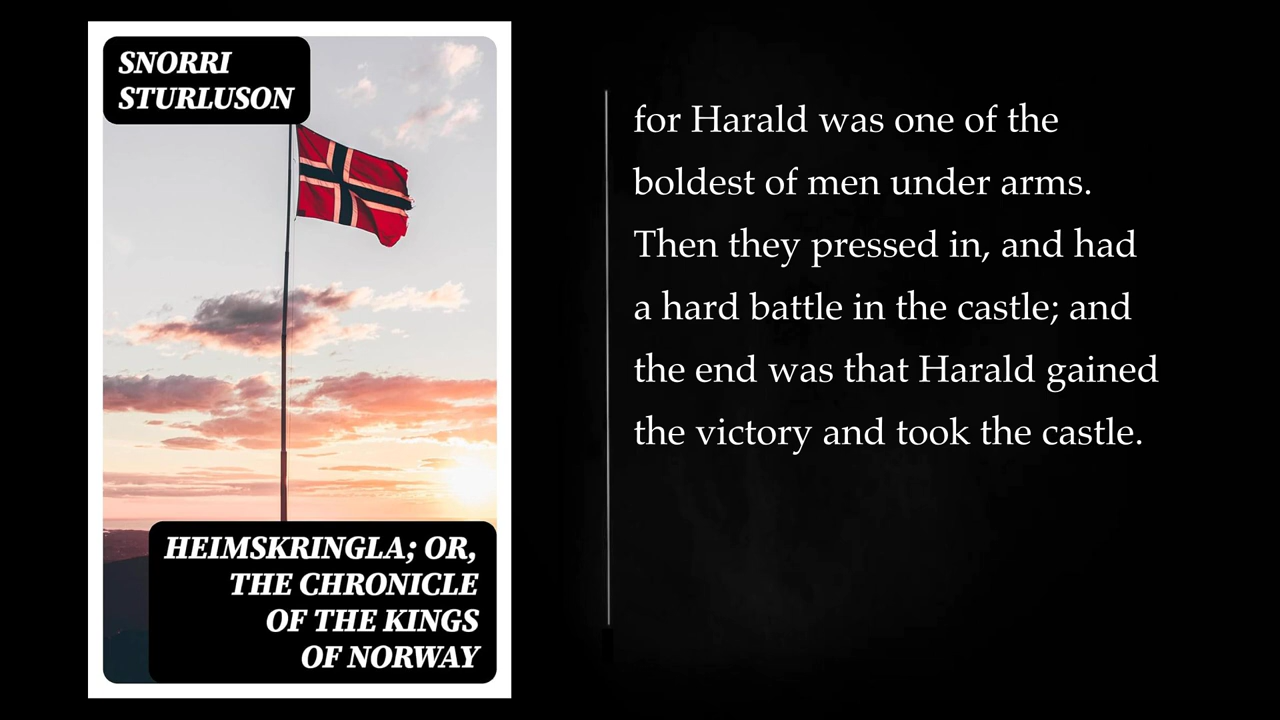 SNORRI
STURLUSON
HEIMSKRINGLA; OR,
THE CHRONICLE
OF THE KINGS
OF NORWAY
for Harald was one of the
boldest of men under arms.
Then they pressed in, and had
a hard battle in the castle; and
the end was that Harald gained
the victory and took the castle.